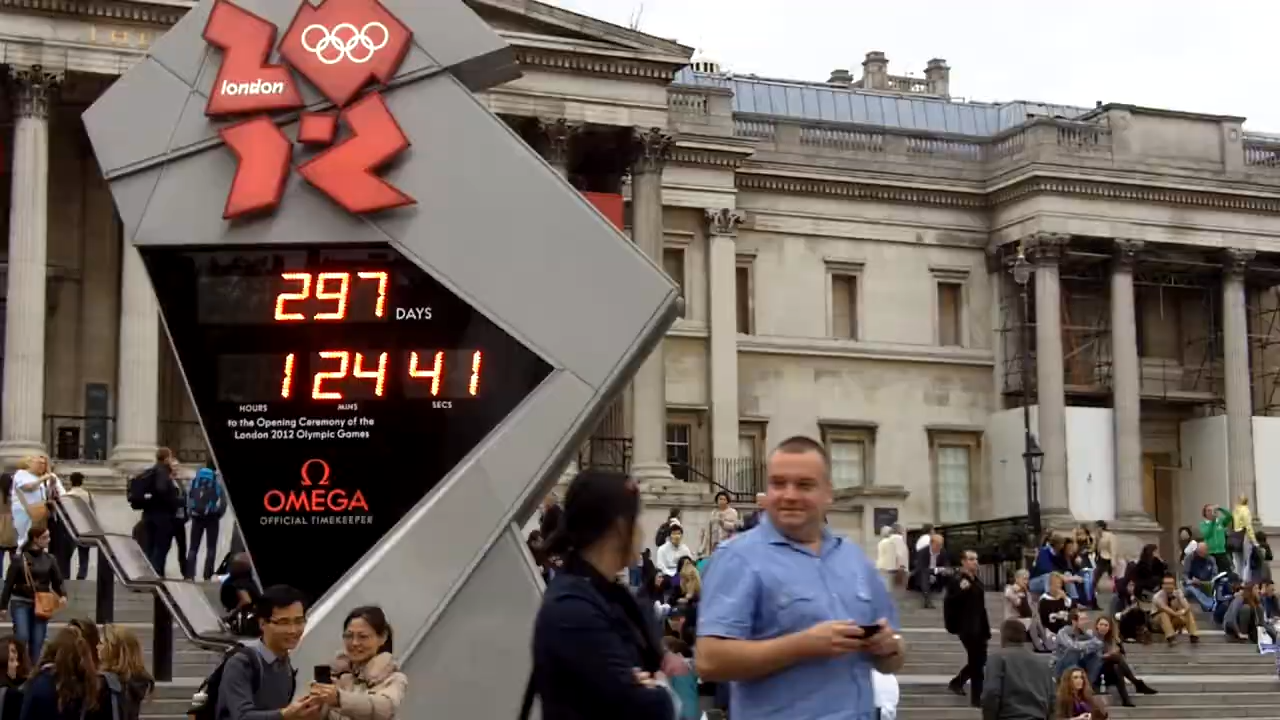 london
297 DAYS
1 24 41
HOURS MINS SECS
to the Opening Ceremony of the
London 2012 Olympic Games
Ω
OMEGA
OFFICIAL TIMEKEEPER